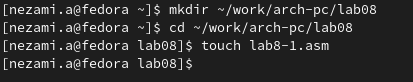 [nezami.a@fedora ~]$ mkdir ~/work/arch-pc/lab08
[nezami.a@fedora ~]$ cd ~/work/arch-pc/lab08
[nezami.a@fedora lab08]$ touch lab8-1.asm
[nezami.a@fedora lab08]$